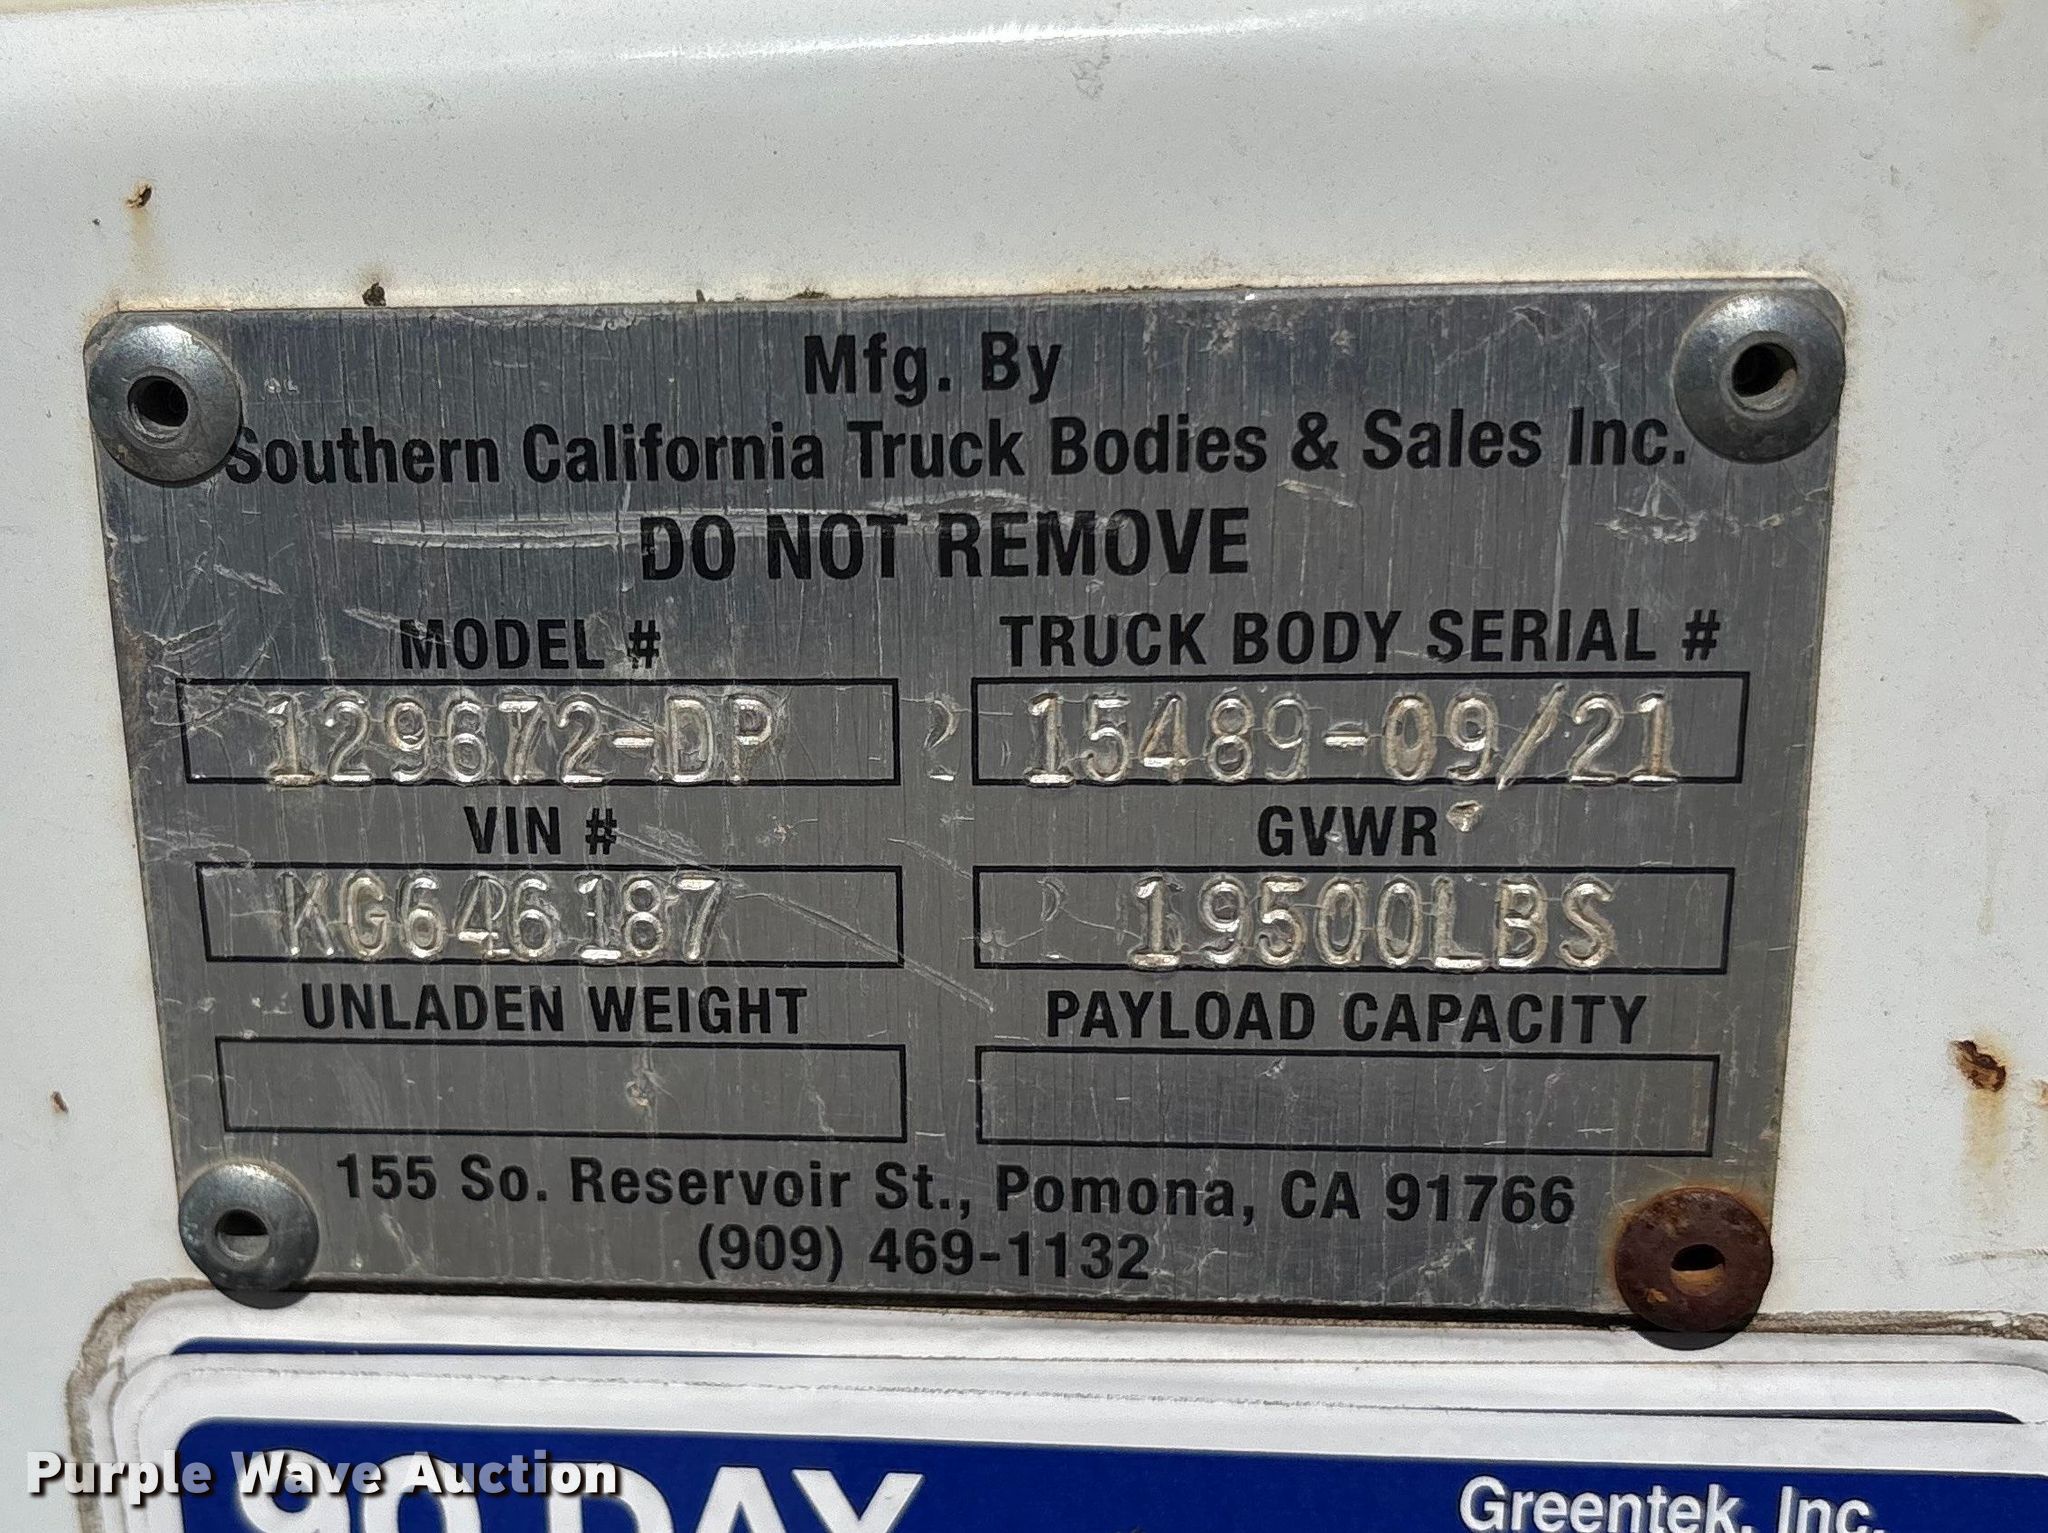 Mfg. By
Southern California Truck Bodies & Sales Inc.
DO NOT REMOVE
MODEL # TRUCK BODY SERIAL #
129672-DP 15489-09/21
VIN # GVWR
KG646187 19500LBS
UNLADEN WEIGHT PAYLOAD CAPACITY
155 So. Reservoir St., Pomona, CA 91766
(909) 469-1132
Purple Wave Auction
90 DAY Greentek, Inc.